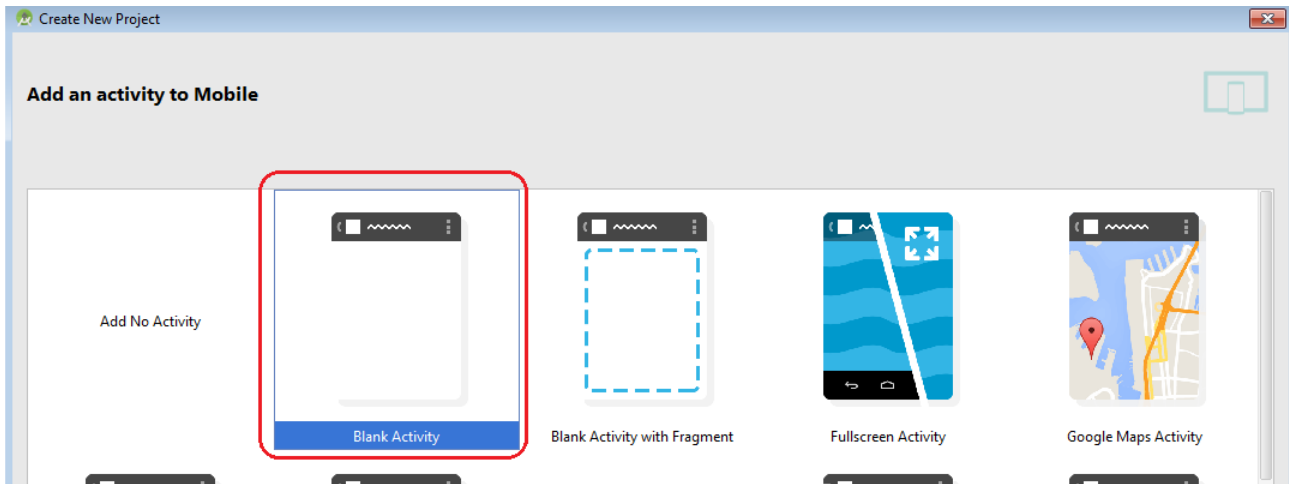 Create New Project
Add an activity to Mobile
Add No Activity
Blank Activity
Blank Activity with Fragment
Fullscreen Activity
Google Maps Activity